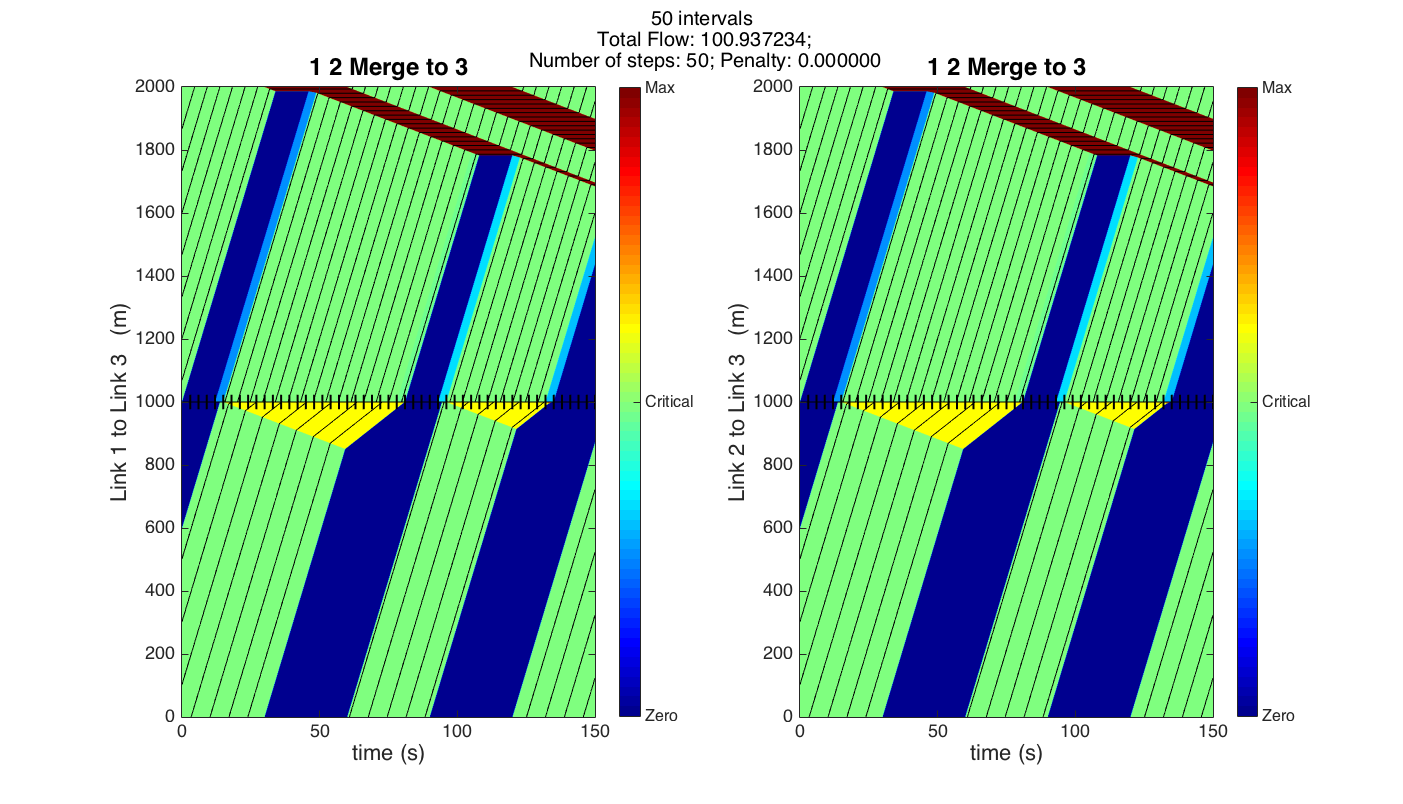 50 intervals
Total Flow: 100.937234;
Number of steps: 50; Penalty: 0.000000
1 2 Merge to 3
2000
1800
1600
1400
1200
1000
800
600
400
200
0
Link 1 to Link 3 (m)
0
50
100
150
time (s)
Max
Critical
Zero
1 2 Merge to 3
2000
1800
1600
1400
1200
1000
800
600
400
200
0
Link 2 to Link 3 (m)
0
50
100
150
time (s)
Max
Critical
Zero